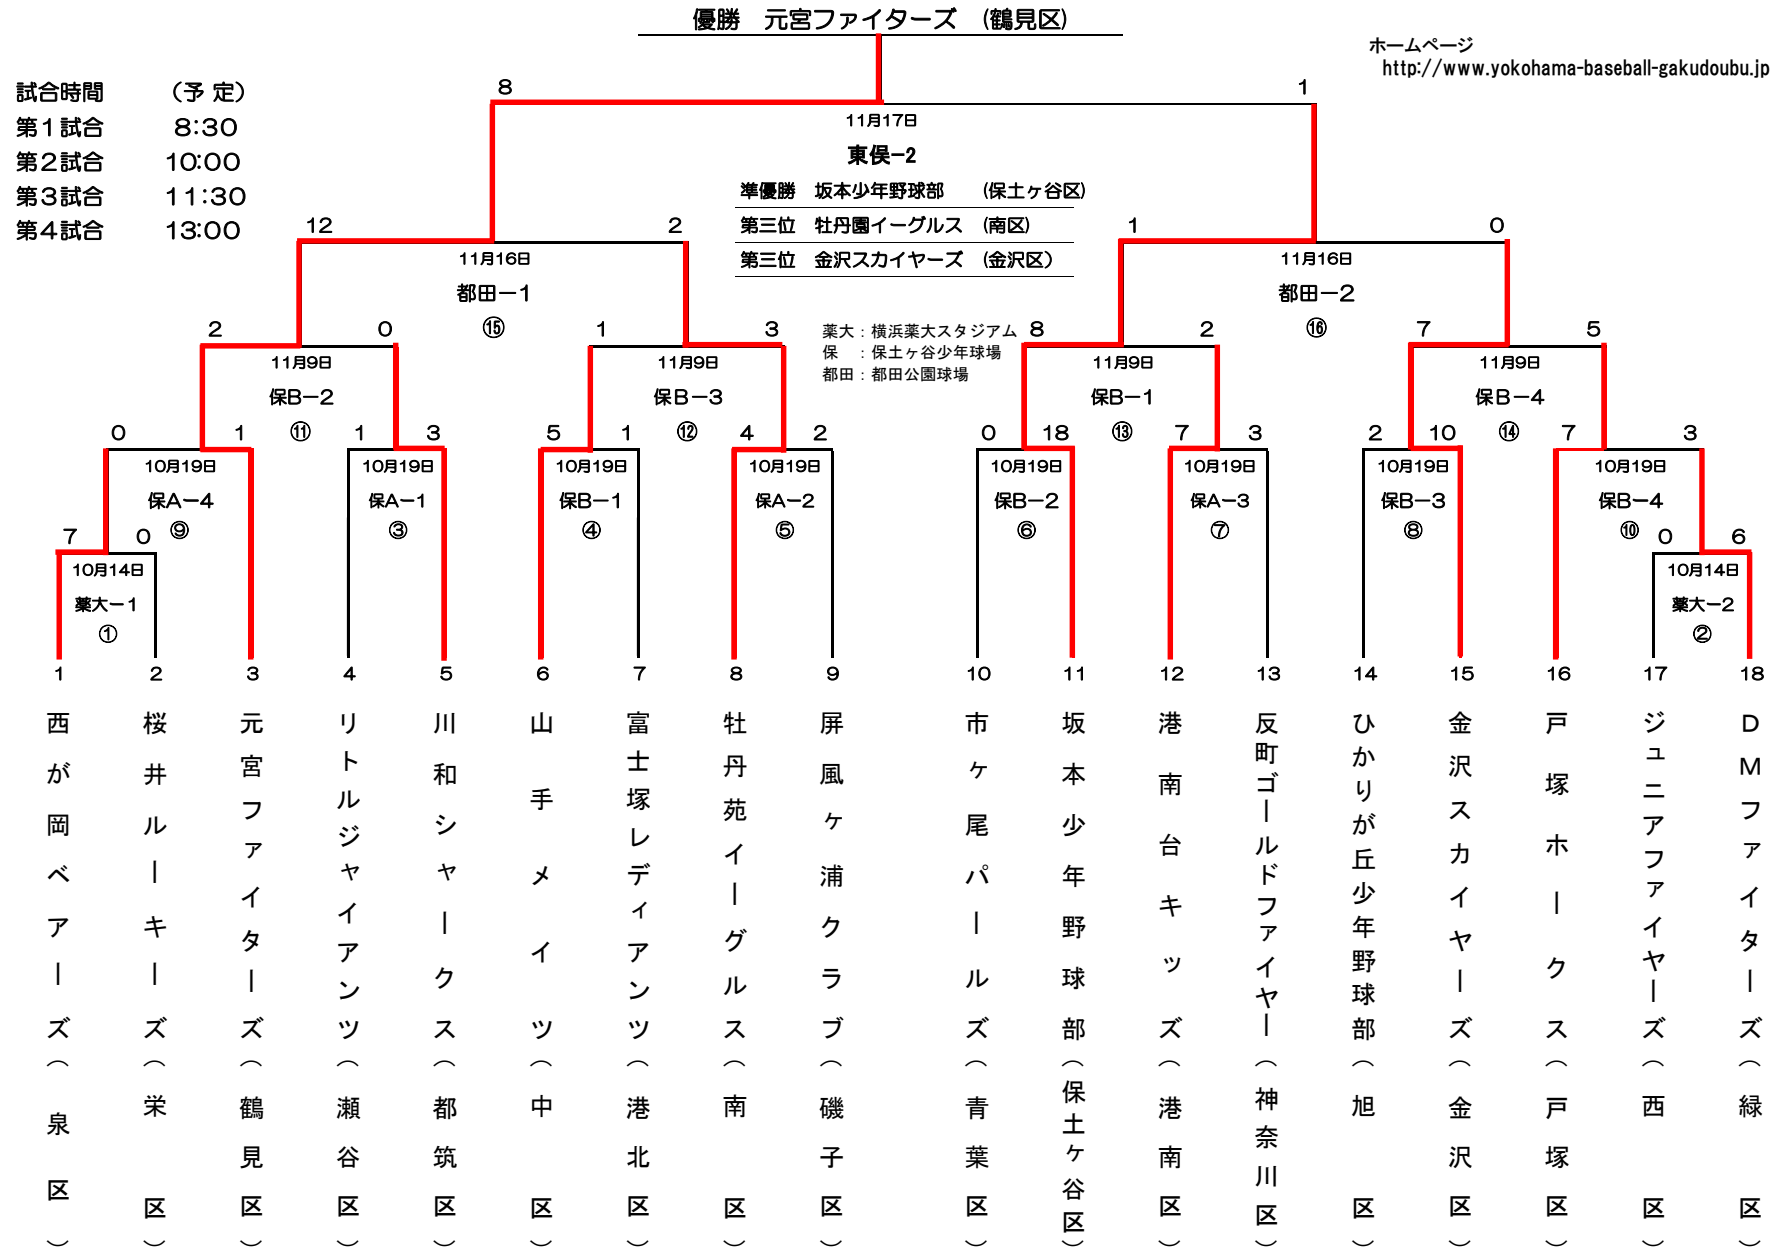 優勝　元宮ファイターズ　(鶴見区)
ホームページ
http://www.yokohama-baseball-gakudoubu.jp
試合時間　（予 定）
第１試合　8:30
第２試合　10:00
第３試合　11:30
第４試合　13:00
8　1
11月17日
東俣−2
準優勝　坂本少年野球部　(保土ヶ谷区)
第三位　牡丹園イーグルス　(南区)
第三位　金沢スカイヤーズ　(金沢区）
12　2　1　0
11月16日　11月16日
都田ー1　都田ー2
⑮　⑯
薬大：横浜薬大スタジアム
保　：保土ヶ谷少年球場
都田：都田公園球場
2　0　1　3　8　2　7　5
11月9日　11月9日　11月9日　11月9日
保Bー2　保Bー3　保Bー1　保Bー4
⑪　⑫　⑬　⑭
0　1　1　3　5　1　4　2　0　18　7　3　2　10　7　3
10月19日　10月19日　10月19日　10月19日　10月19日　10月19日　10月19日　10月19日
保Aー4　保Aー1　保Bー1　保Aー2　保Bー2　保Aー3　保Bー3　保Bー4
⑨　③　④　⑤　⑥　⑦　⑧　⑩
7　0　0　6
10月14日　10月14日
薬大ー1　薬大ー2
①　②
1　2　3　4　5　6　7　8　9　10　11　12　13　14　15　16　17　18
西が岡ベアーズ（泉区）
桜井ルーキーズ（栄区）
元宮ファイターズ（鶴見区）
リトルジャイアンツ（瀬谷区）
川和シャークス（都筑区）
山手メイツ（中区）
富士塚レディアンツ（港北区）
牡丹苑イーグルス（南区）
屏風ヶ浦クラブ（磯子区）
市ヶ尾パールズ（青葉区）
坂本少年野球部（保土ヶ谷区）
港南台キッズ（港南区）
反町ゴールドファイヤー（神奈川区）
ひかりが丘少年野球部（旭区）
金沢スカイヤーズ（金沢区）
戸塚ホークス（戸塚区）
ジュニアファイヤーズ（西区）
ＤＭファイターズ（緑区）